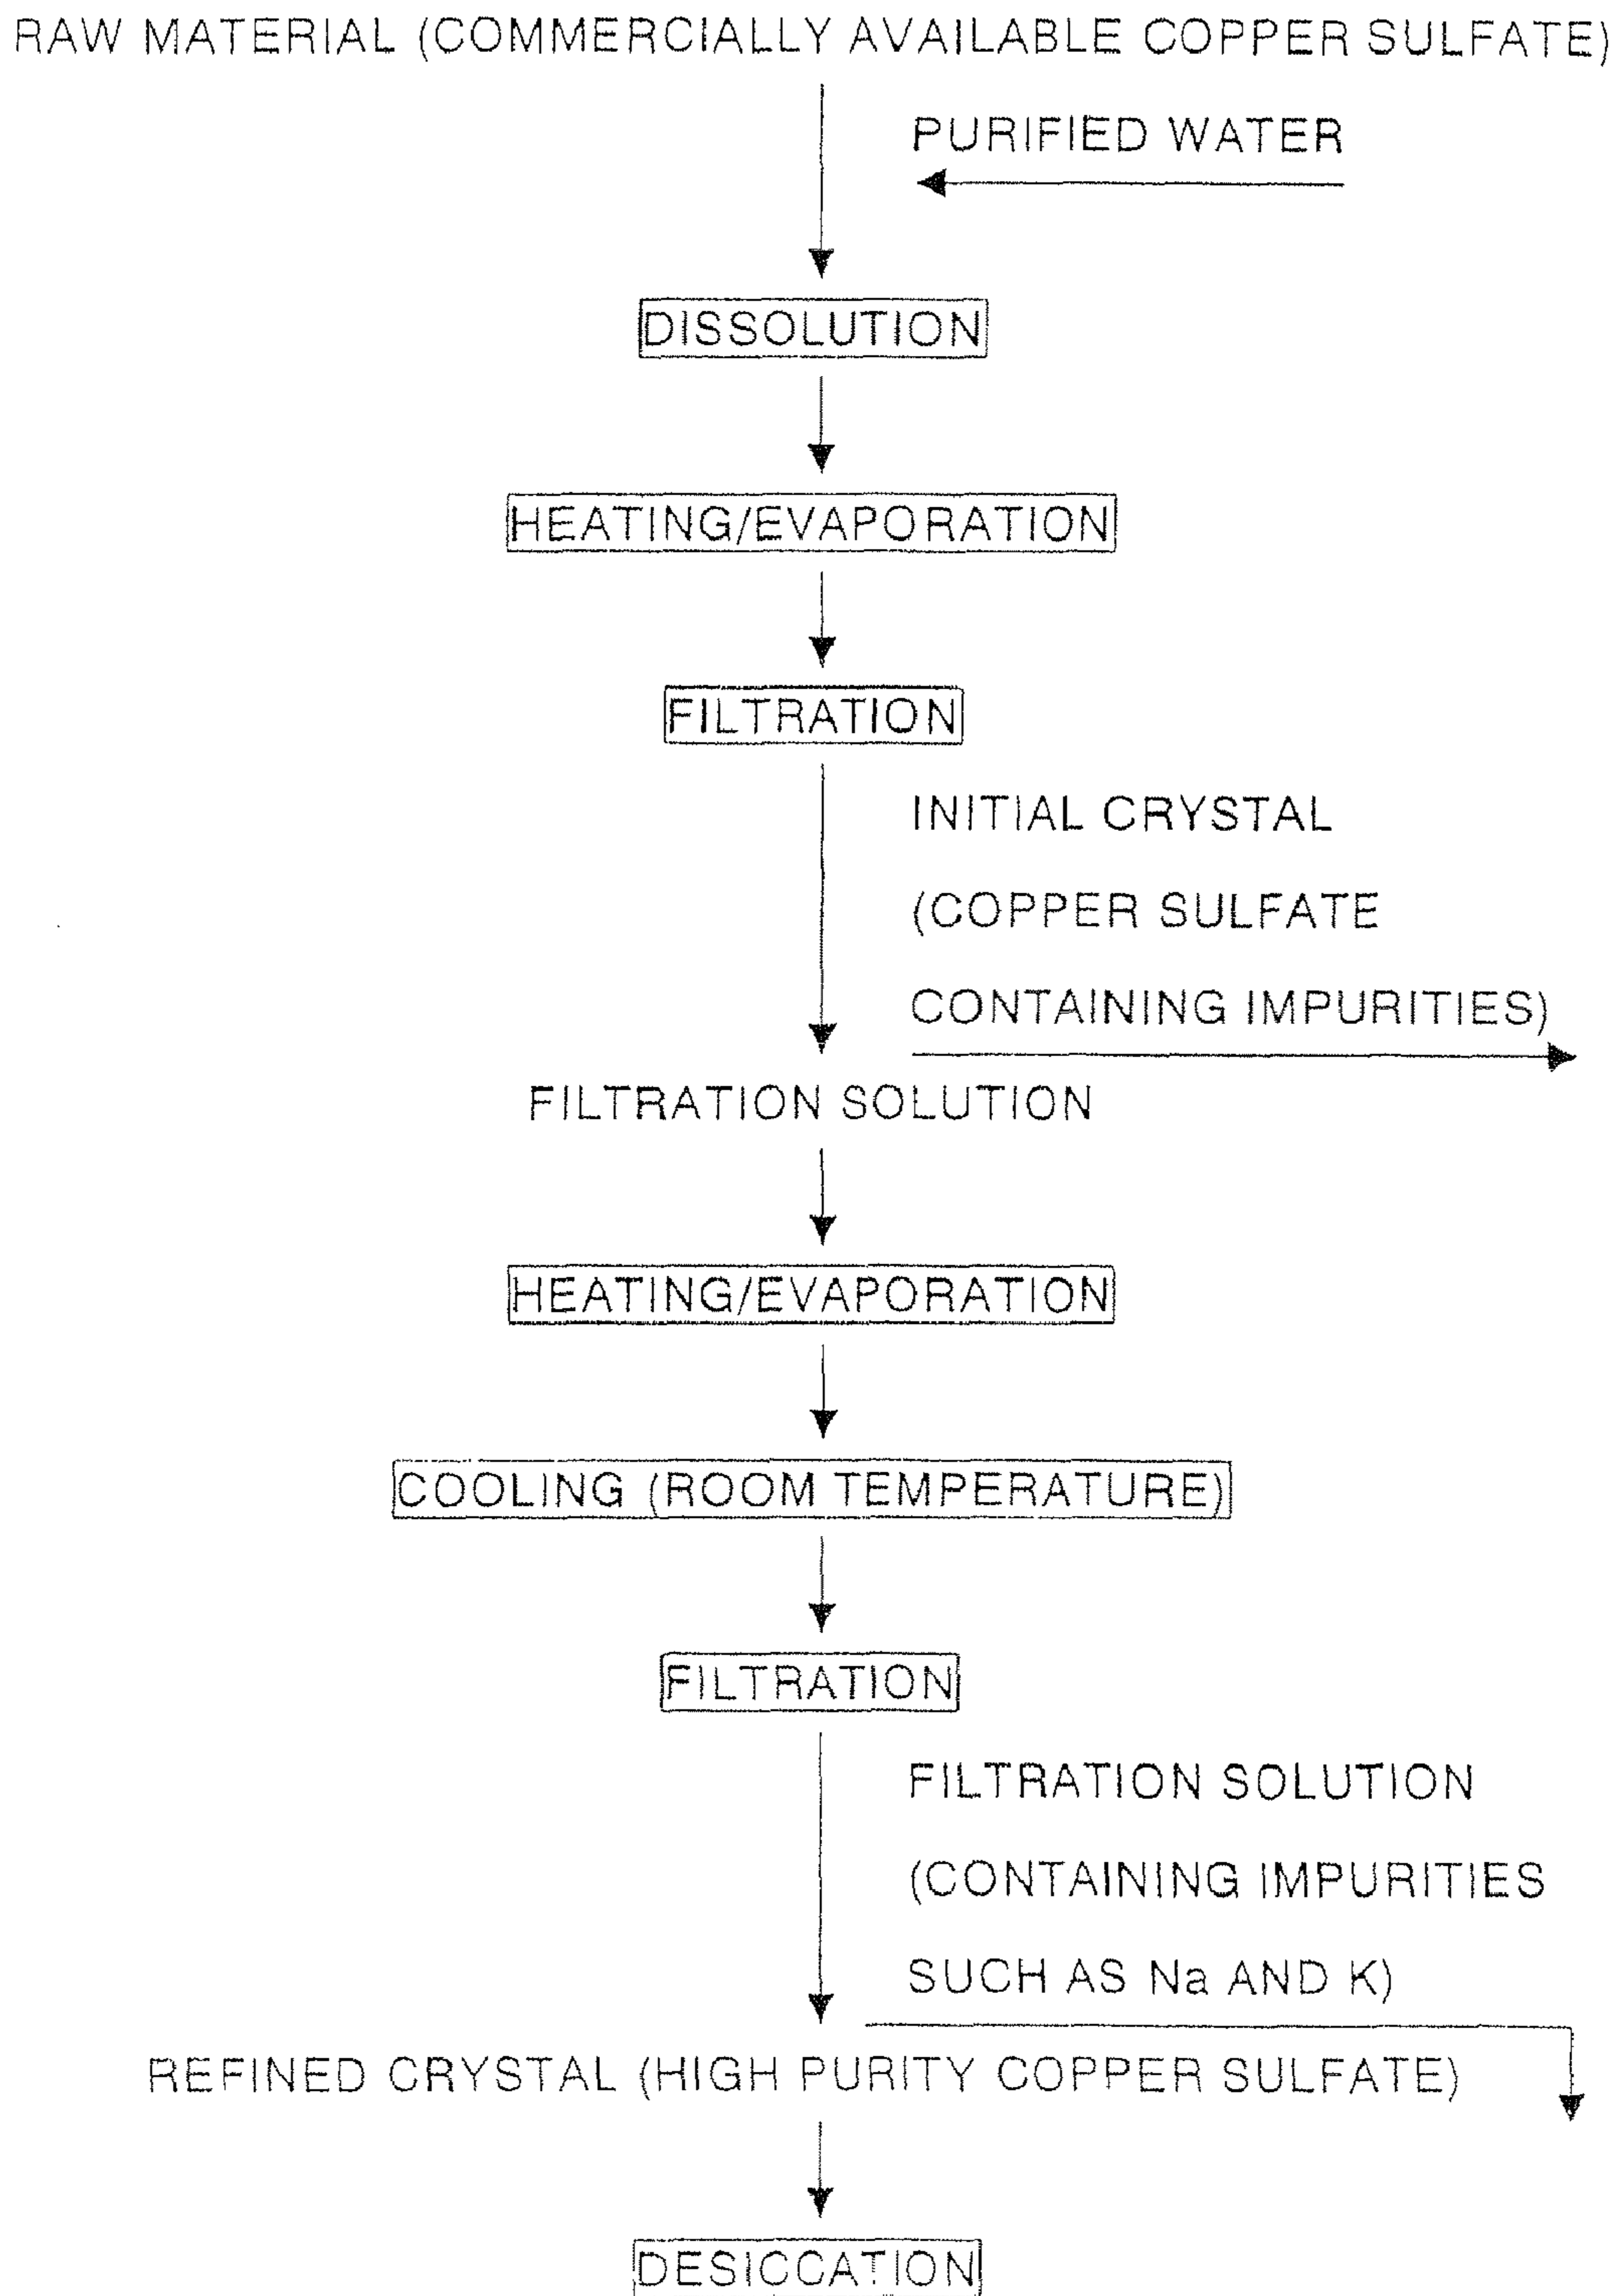 RAW MATERIAL (COMMERCIALLY AVAILABLE COPPER SULFATE)
PURIFIED WATER
DISSOLUTION
HEATING/EVAPORATION
FILTRATION
INITIAL CRYSTAL
(COPPER SULFATE
CONTAINING IMPURITIES)
FILTRATION SOLUTION
HEATING/EVAPORATION
COOLING (ROOM TEMPERATURE)
FILTRATION
FILTRATION SOLUTION
(CONTAINING IMPURITIES
SUCH AS Na AND K)
REFINED CRYSTAL (HIGH PURITY COPPER SULFATE)
DESICCATION